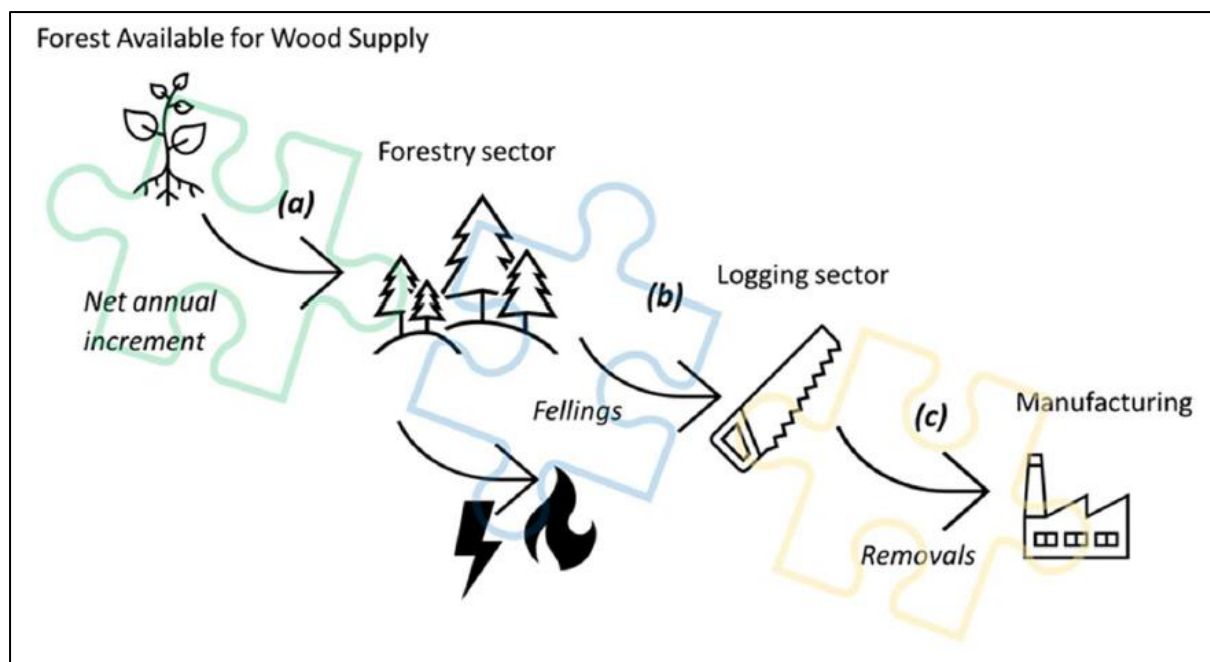 Forest Available for Wood Supply
Forestry sector
(a)
Net annual
increment
Logging sector
(b)
Fellings
Manufacturing
(c)
Removals